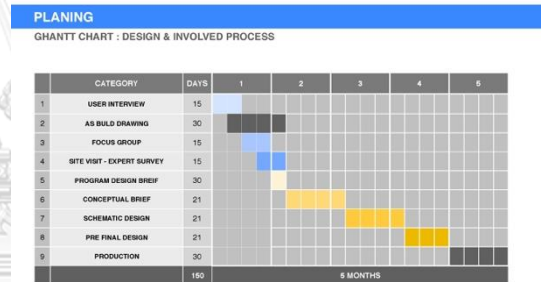 PLANING
GHANTT CHART : DESIGN & INVOLVED PROCESS
CATEGORY DAYS 1 2 3 4 5
1 USER INTERVIEW 15
2 AS BULD DRAWING 30
3 FOCUS GROUP 15
4 SITE VISIT - EXPERT SURVEY 15
5 PROGRAM DESIGN BREIF 30
6 CONCEPTUAL BRIEF 21
7 SCHEMATIC DESIGN 21
8 PRE FINAL DESIGN 21
9 PRODUCTION 30
150 5 MONTHS